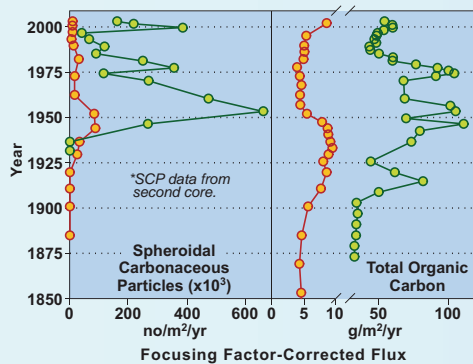 2000
1975
1950
1925
1900
1875
1850
Year
*SCP data from
second core.
Spheroidal
Carbonaceous
Particles (x10³)
Total Organic
Carbon
0 200 400 600 0 5 10 50 100
no/m²/yr
g/m²/yr
Focusing Factor-Corrected Flux